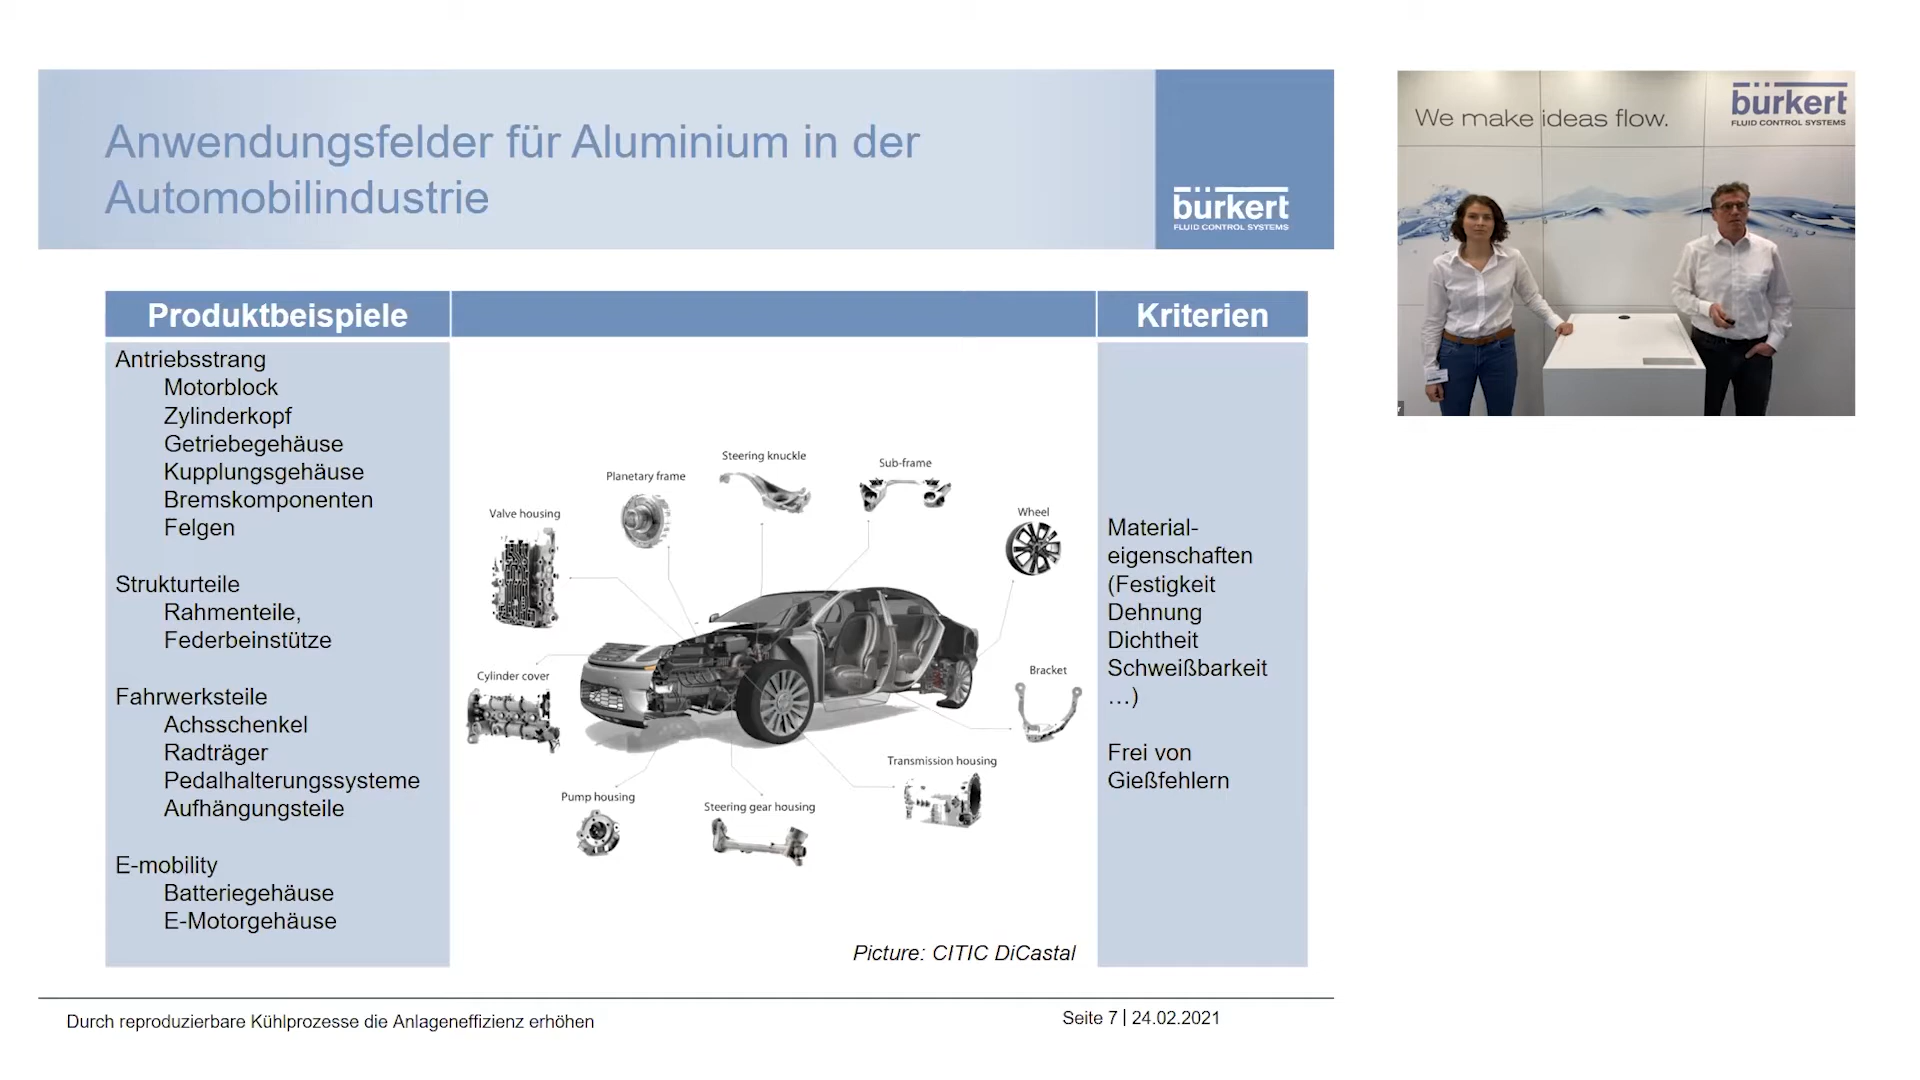 Anwendungsfelder für Aluminium in der
Automobilindustrie
burkert
FLUID CONTROL SYSTEMS
Produktbeispiele
Kriterien
Antriebsstrang
Motorblock
Zylinderkopf
Getriebegehäuse
Kupplungsgehäuse
Bremskomponenten
Felgen
Strukturteile
Rahmenteile,
Federbeinstütze
Fahrwerksteile
Achsschenkel
Radträger
Pedalhalterungssysteme
Aufhängungsteile
E-mobility
Batteriegehäuse
E-Motorgehäuse
Steering knuckle
Sub-frame
Planetary frame
Wheel
Valve housing
Cylinder cover
Bracket
Transmission housing
Pump housing
Steering gear housing
Picture: CITIC DiCastal
Material-
eigenschaften
(Festigkeit
Dehnung
Dichtheit
Schweißbarkeit
…)
Frei von
Gießfehlern
Durch reproduzierbare Kühlprozesse die Anlageneffizienz erhöhen
Seite 7 | 24.02.2021
We make ideas flow.
bürkert
FLUID CONTROL SYSTEMS